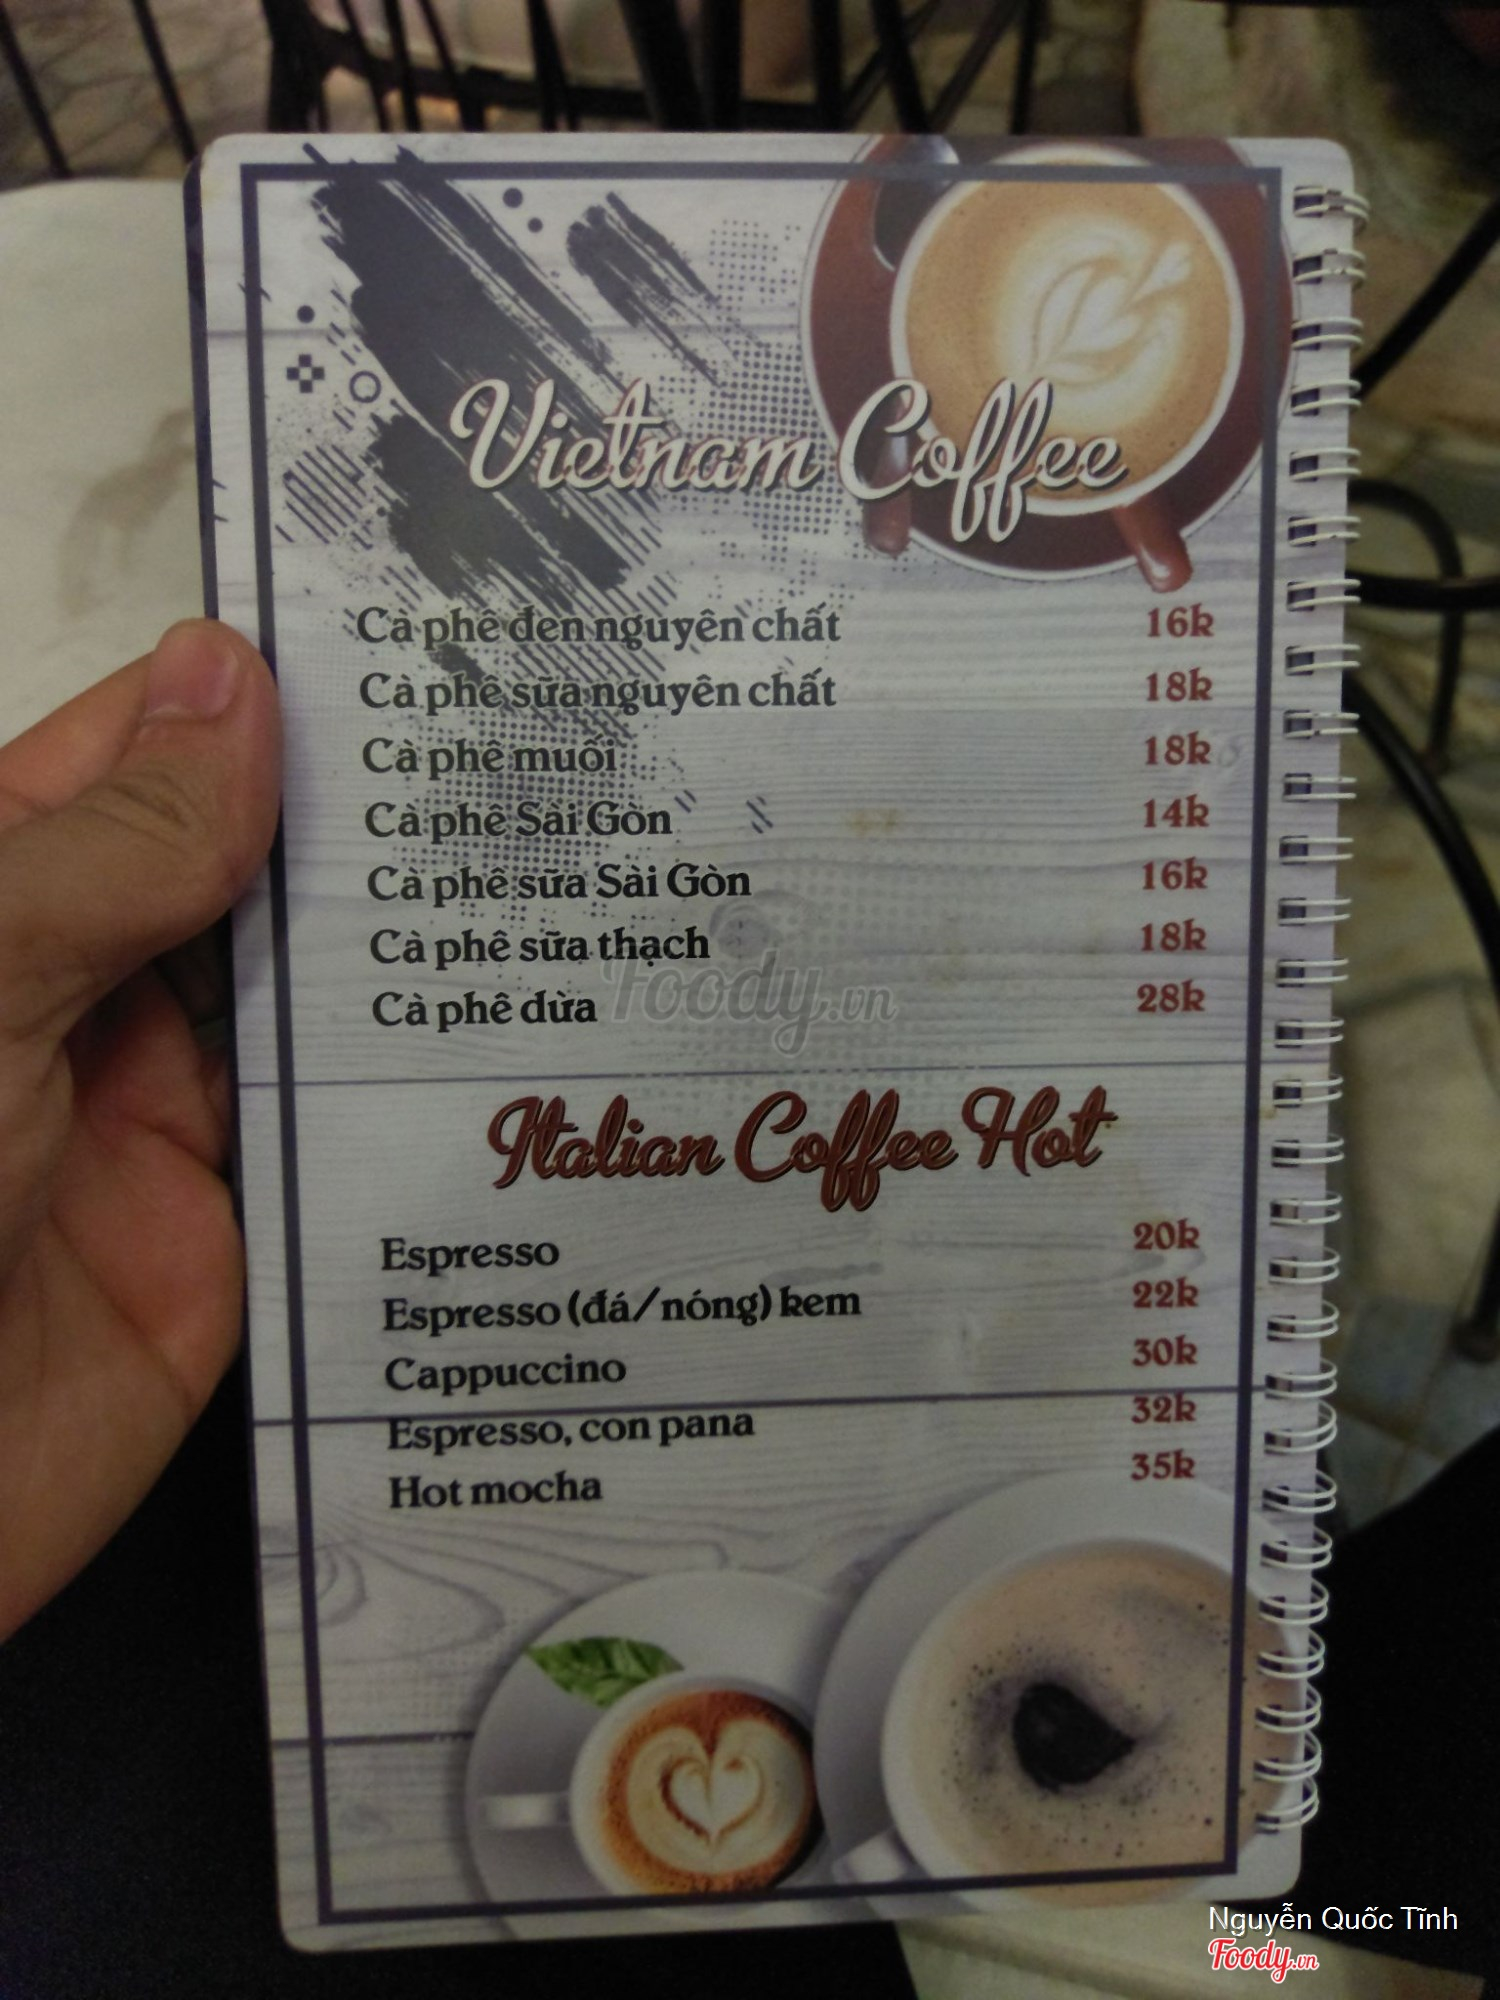 Vietnam Coffee
Cà phê đen nguyên chất 16k
Cà phê sữa nguyên chất 18k
Cà phê muối 18k
Cà phê Sài Gòn 14k
Cà phê sữa Sài Gòn 16k
Cà phê sữa thạch 18k
Cà phê dừa 28k
Foody.vn
Italian Coffee Hot
Espresso 20k
Espresso (đá/nóng) kem 22k
Cappuccino 30k
Espresso, con pana 32k
Hot mocha 35k
Nguyễn Quốc Tĩnh
Foody.vn